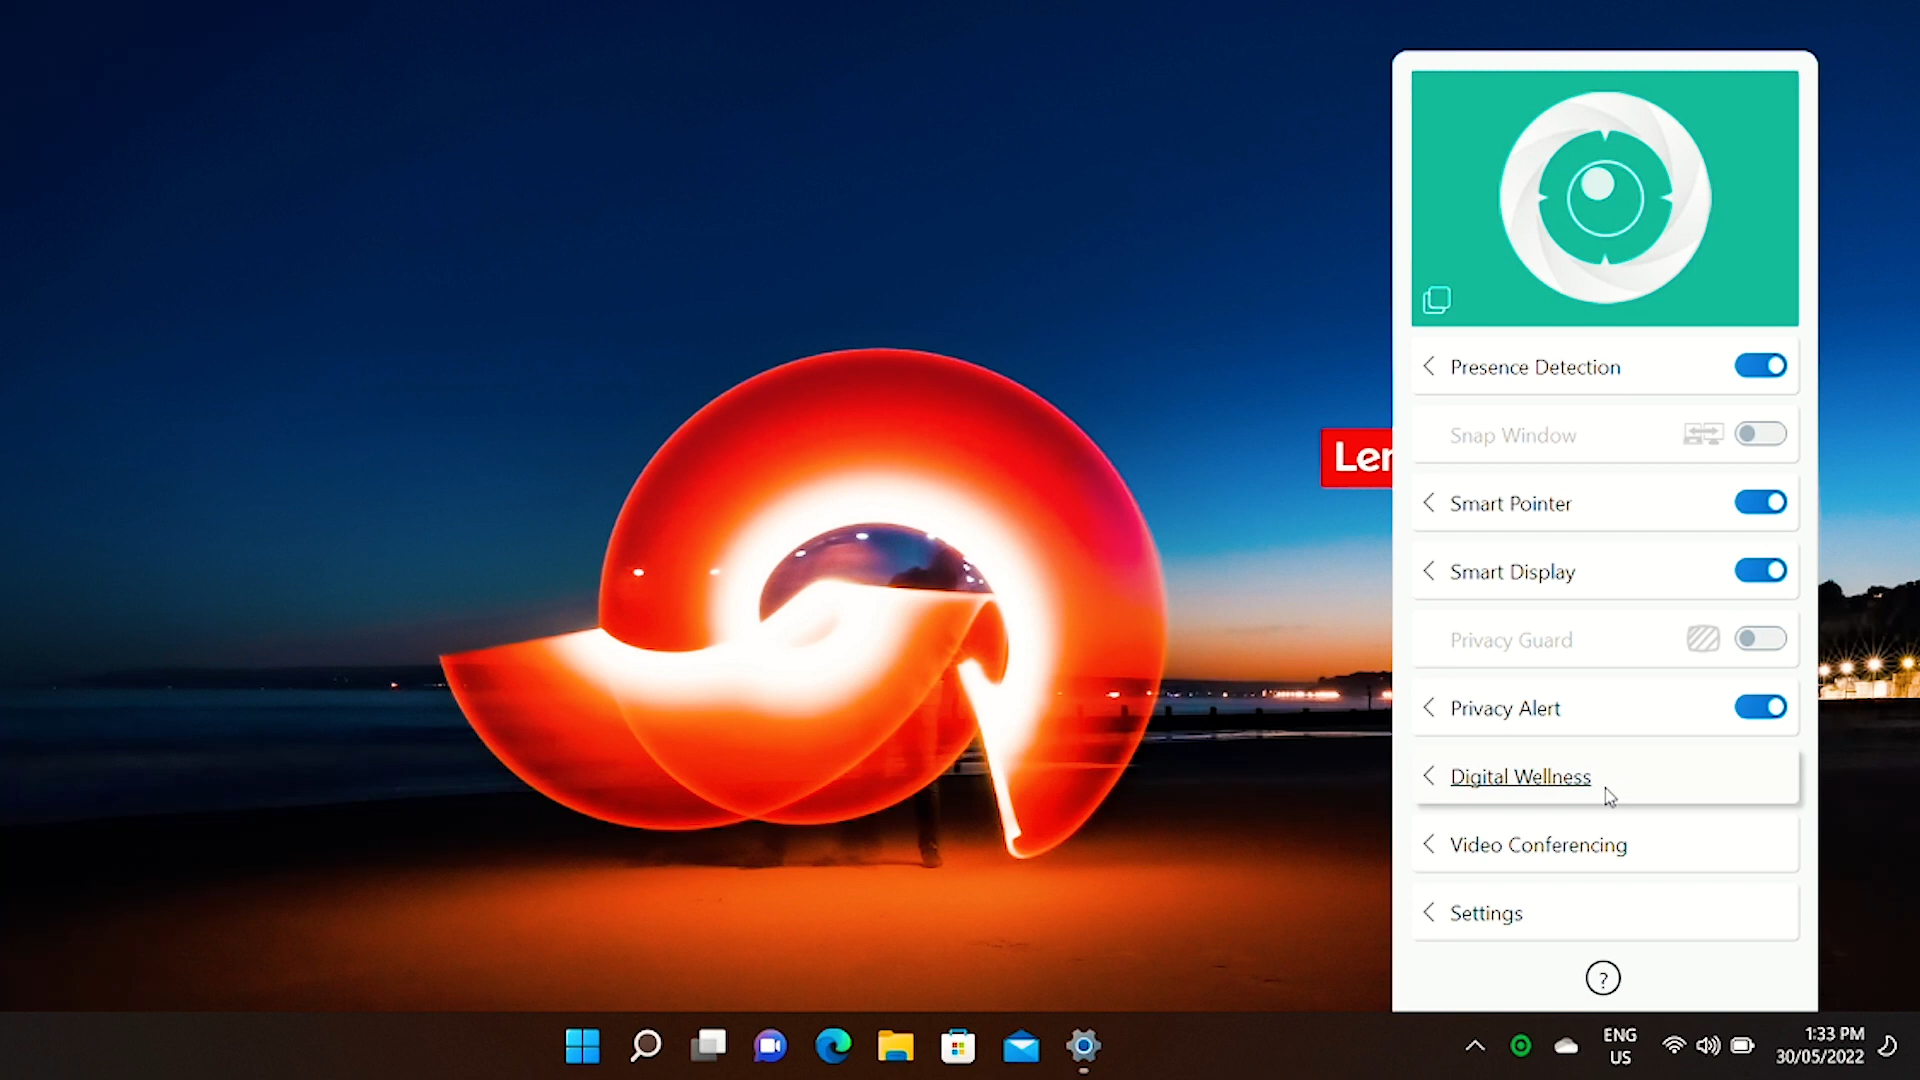 Presence Detection
Snap Window
Len
Smart Pointer
Smart Display
Privacy Guard
Privacy Alert
Digital Wellness
Video Conferencing
Settings
?
ENG
US
1:33 PM
30/05/2022